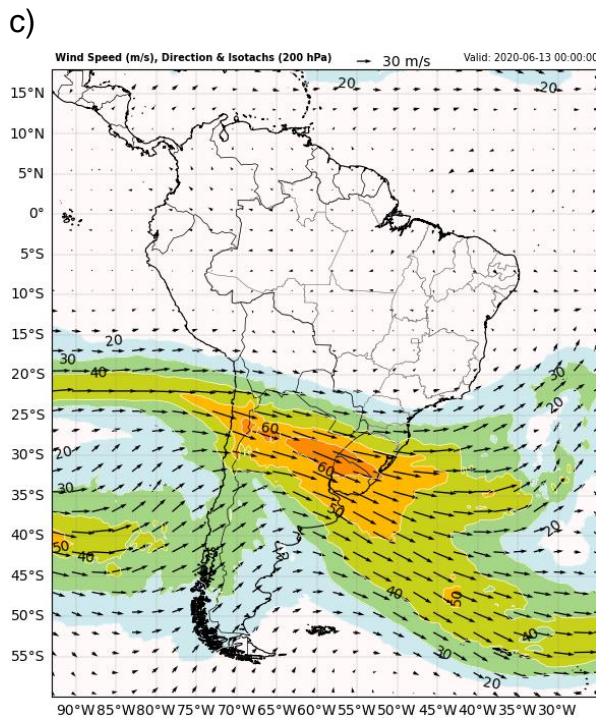 c)
Wind Speed (m/s), Direction & Isotachs (200 hPa) 30 m/s Valid: 2020-06-13 00:00:00
20 20
15°N
10°N
5°N
0°
5°S
10°S
15°S
20
30 30
20°S
40
20
25°S
60
20
30°S
60
30
35°S
50
20
40°S
50 40
45°S
40
50
50°S
30
40
55°S
20
90°W 85°W 80°W 75°W 70°W 65°W 60°W 55°W 50°W 45°W 40°W 35°W 30°W